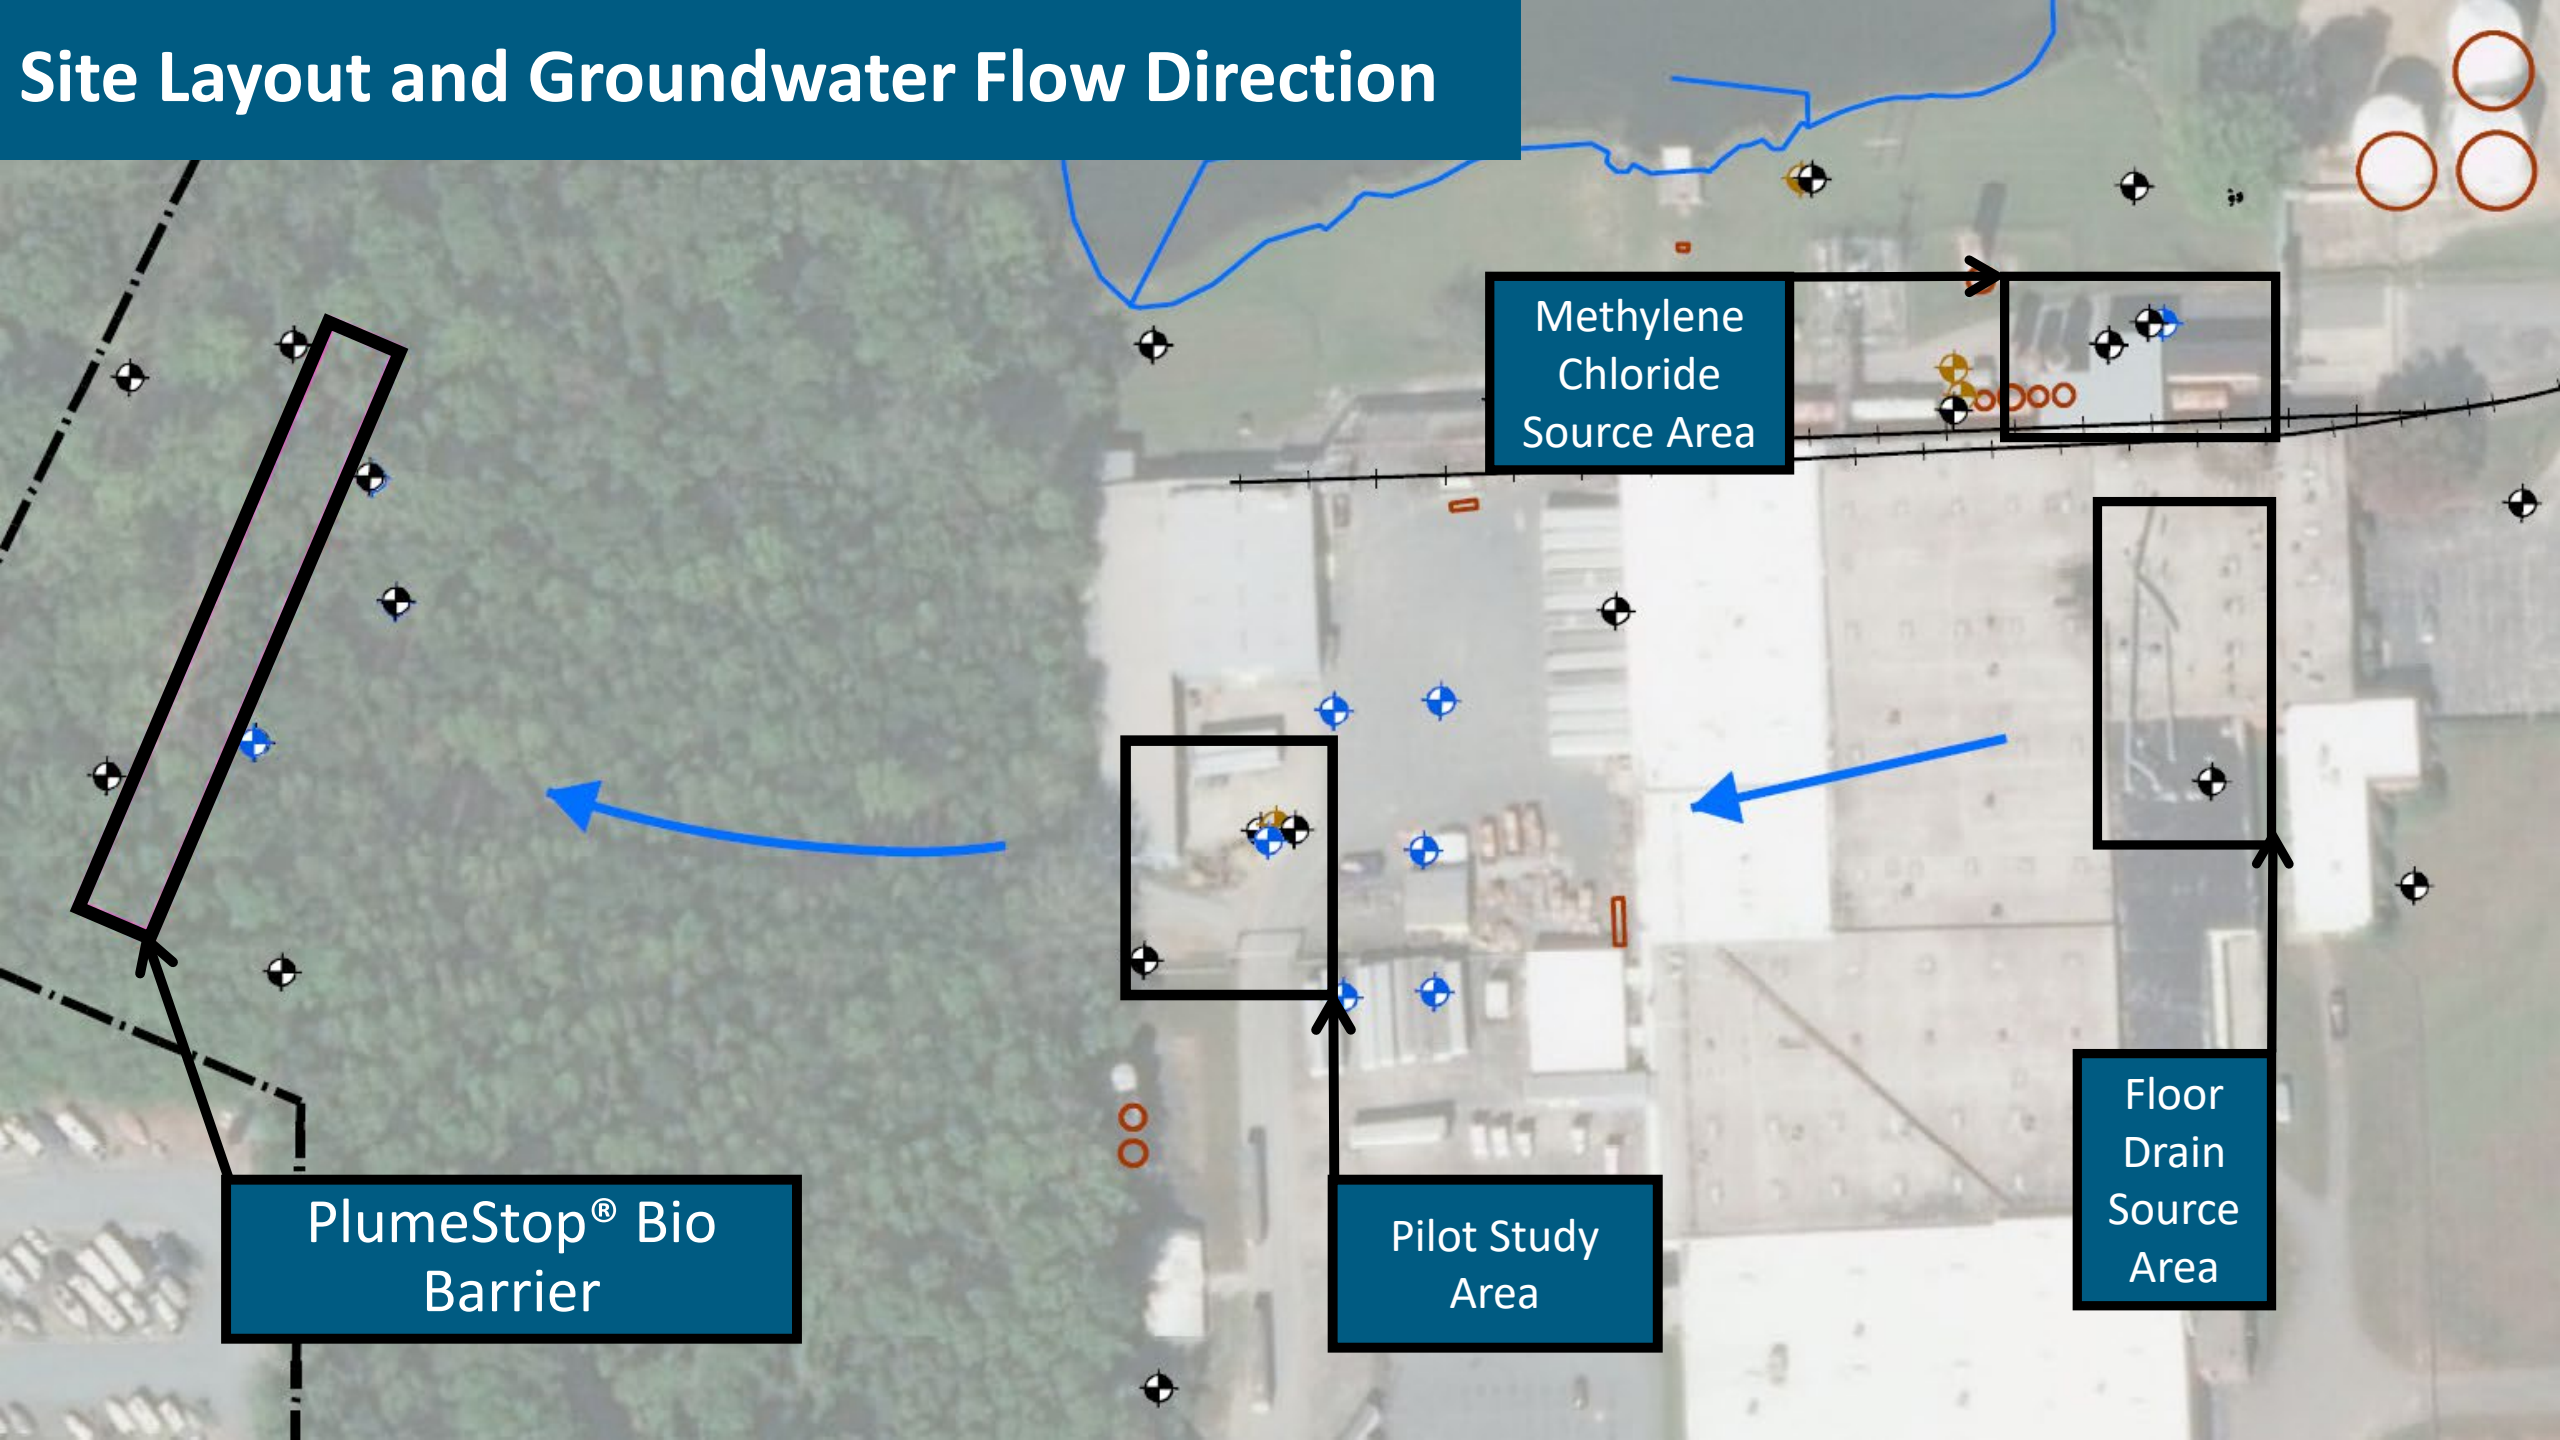 Site Layout and Groundwater Flow Direction
Methylene
Chloride
Source Area
PlumeStop® Bio
Barrier
Pilot Study
Area
Floor
Drain
Source
Area